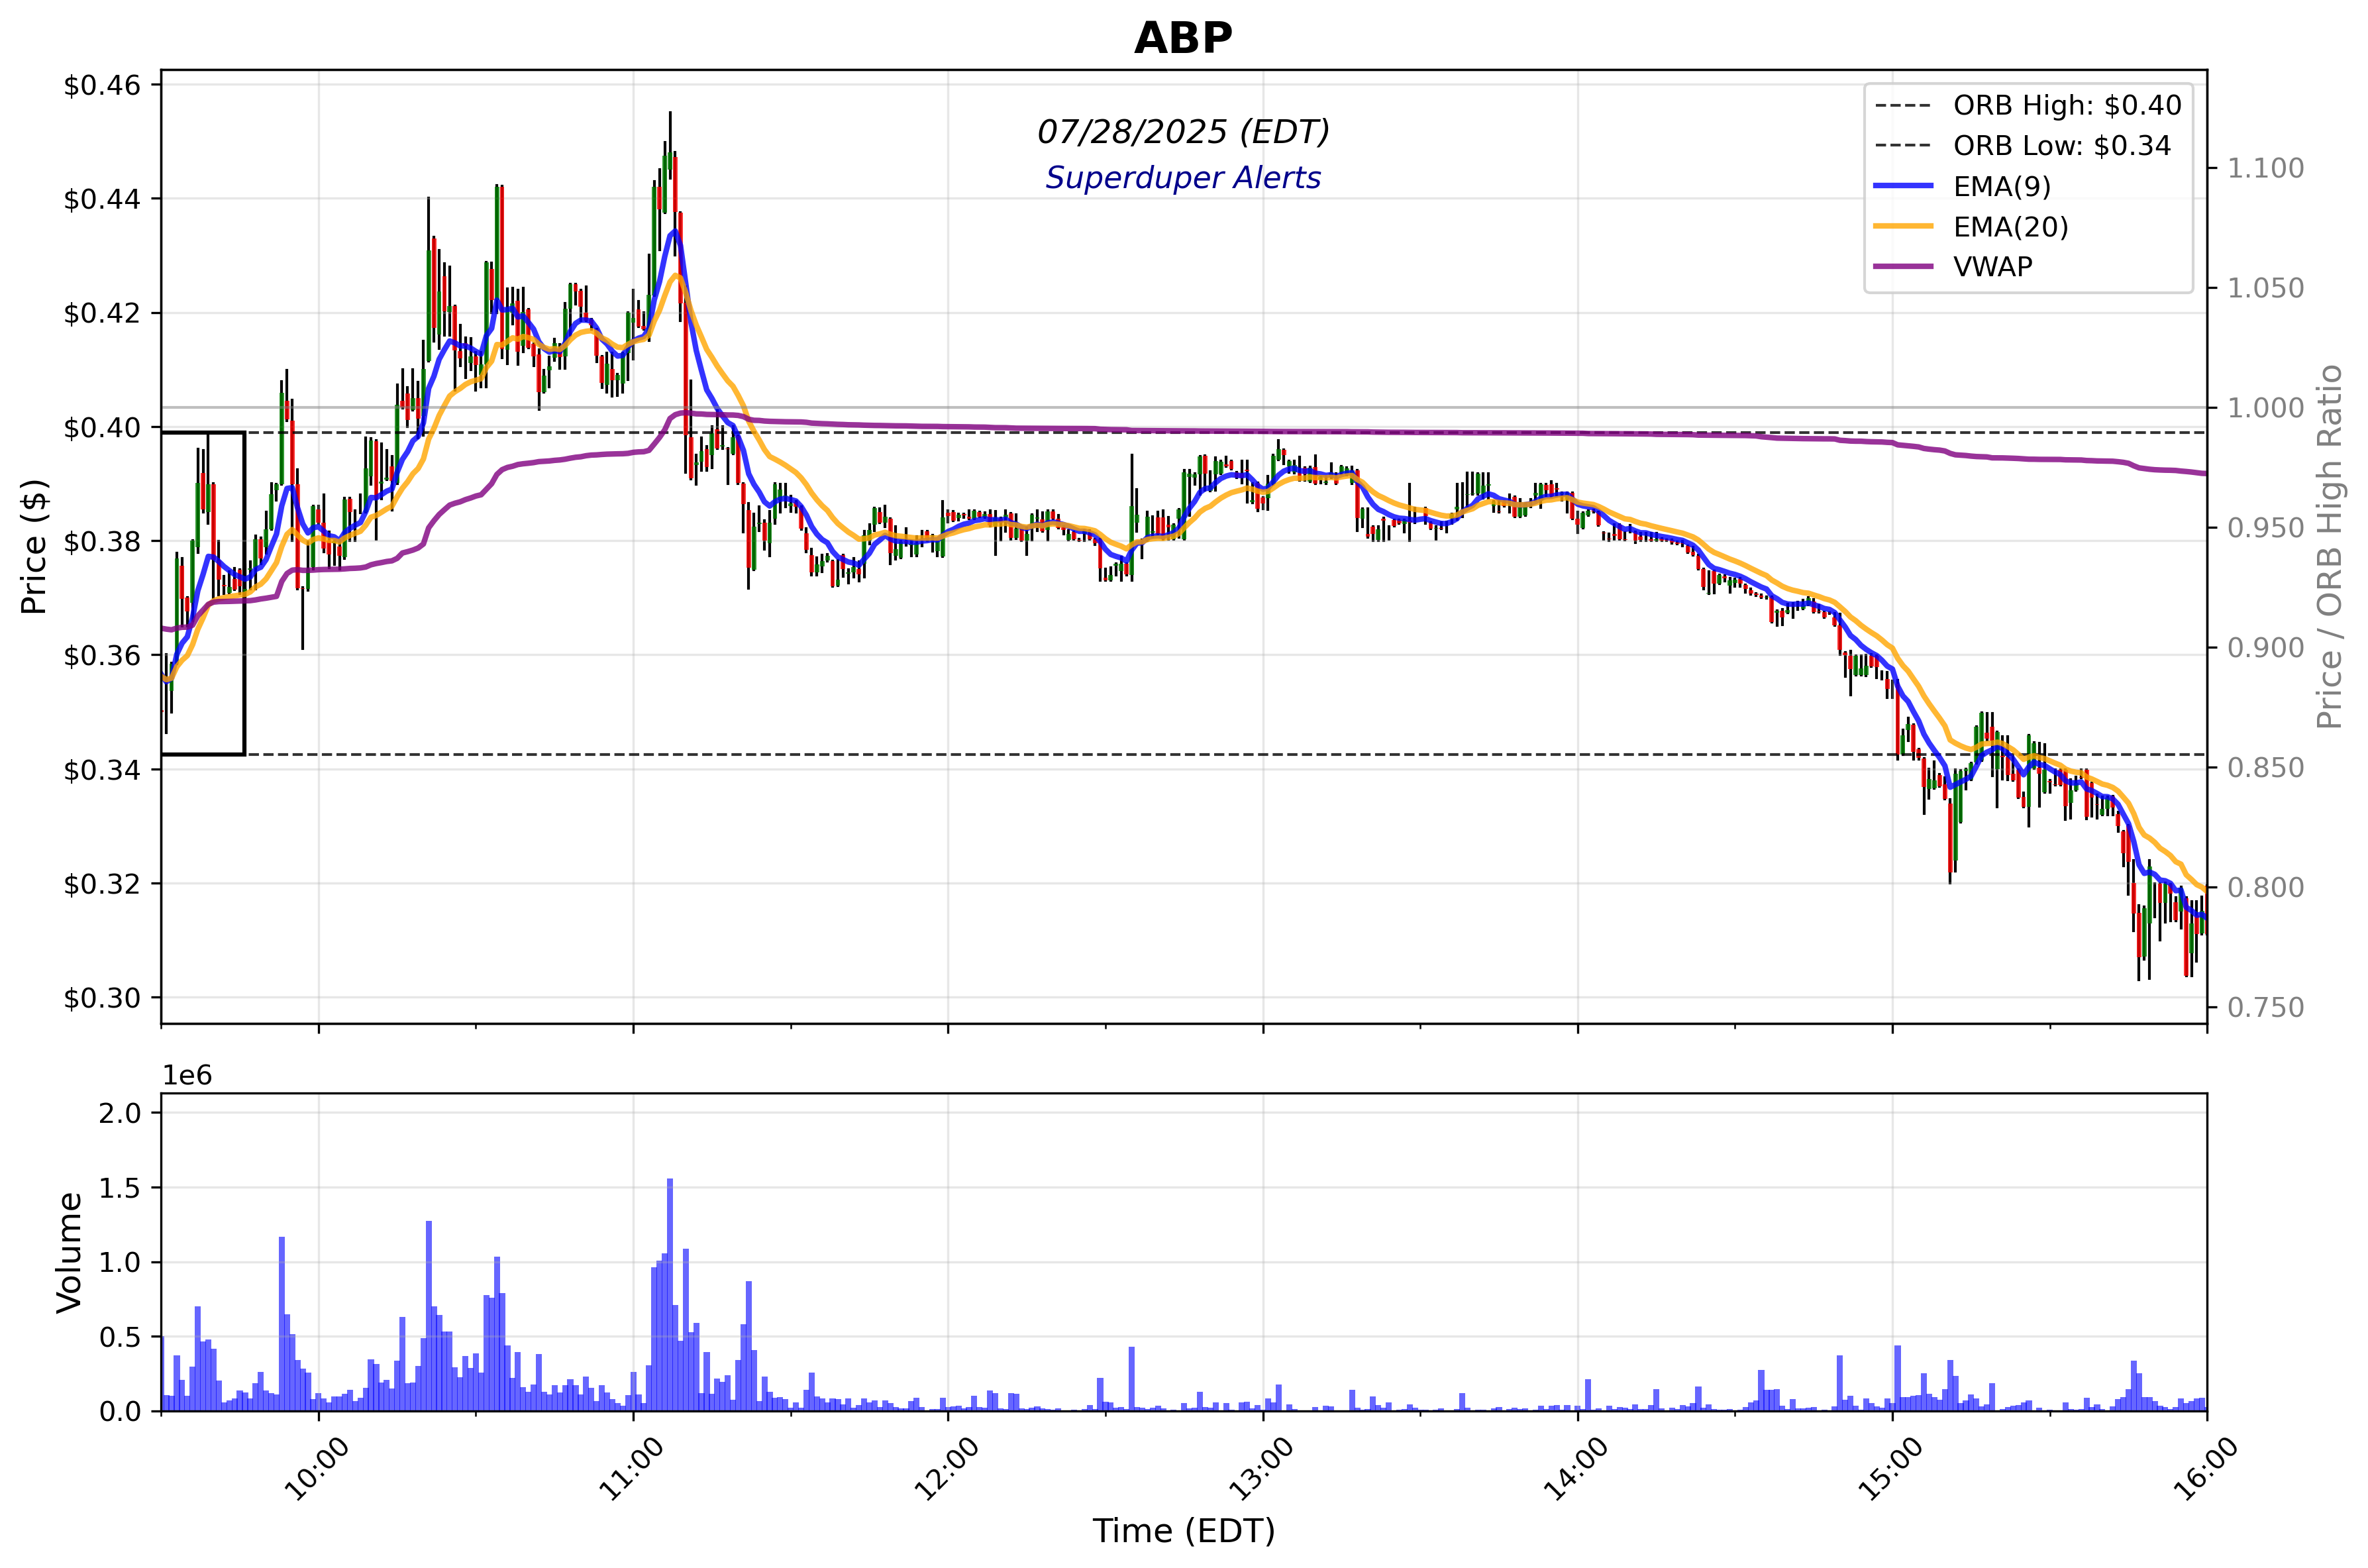 ABP
07/28/2025 (EDT)
Superduper Alerts
ORB High: $0.40
ORB Low: $0.34
EMA(9)
EMA(20)
VWAP
Price ($)
$0.46
$0.44
$0.42
$0.40
$0.38
$0.36
$0.34
$0.32
$0.30
Price / ORB High Ratio
1.100
1.050
1.000
0.950
0.900
0.850
0.800
0.750
1e6
Volume
2.0
1.5
1.0
0.5
0.0
10:00
11:00
12:00
13:00
14:00
15:00
16:00
Time (EDT)